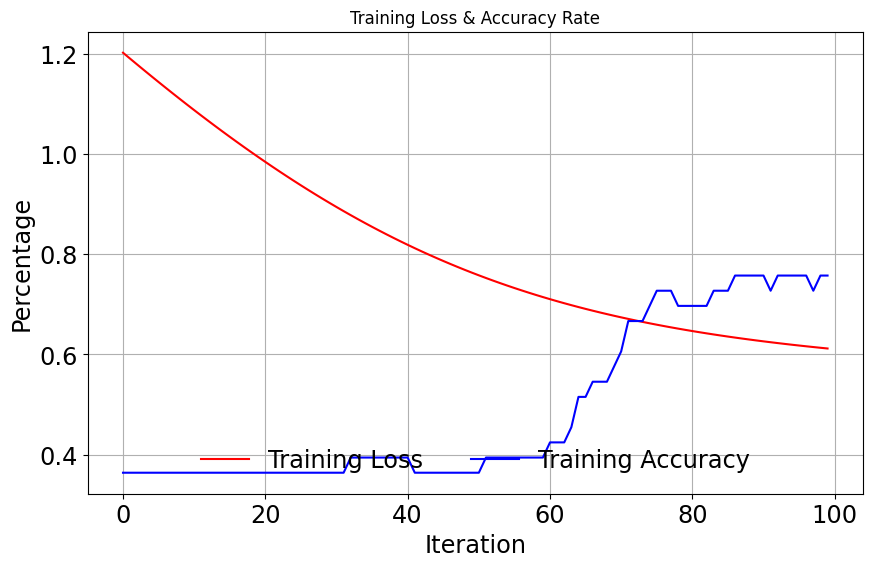 Training Loss & Accuracy Rate
1.2
1.0
0.8
0.6
0.4
Percentage
Training Loss Training Accuracy
0 20 40 60 80 100
Iteration